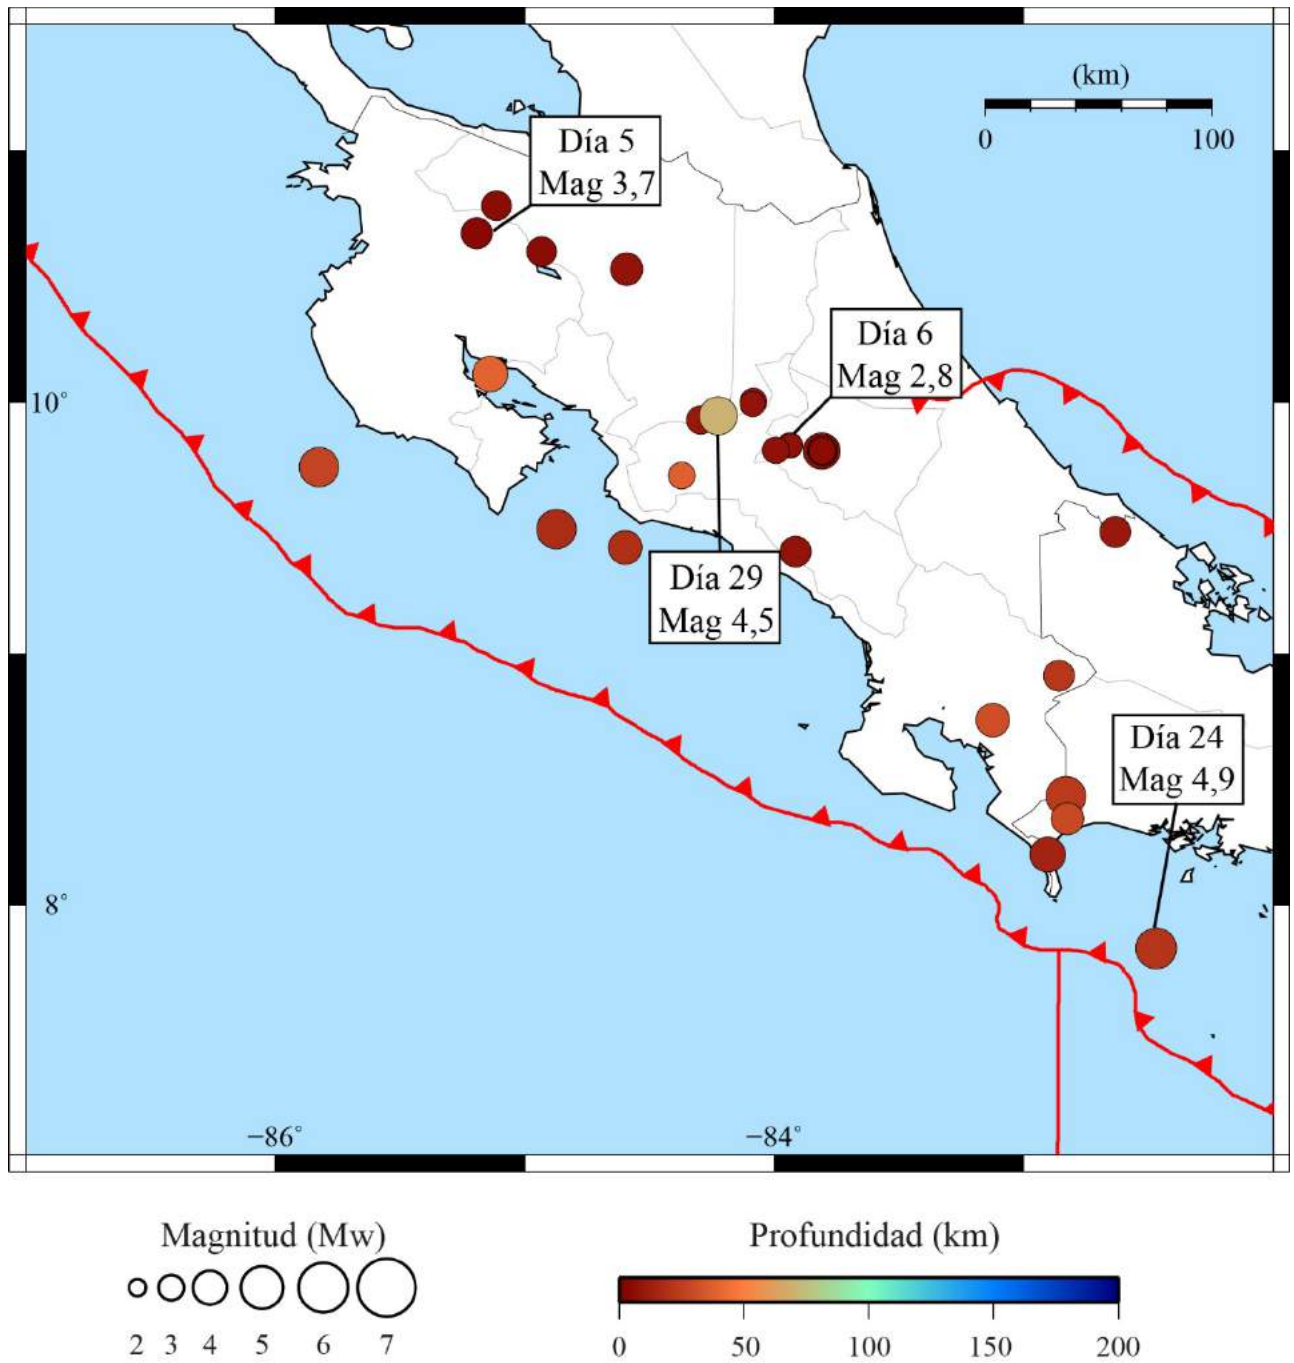 (km)
0 100
Día 5
Mag 3,7
Día 6
Mag 2,8
10°
Día 29
Mag 4,5
Día 24
Mag 4,9
8°
−86° −84°
Magnitud (Mw)
2 3 4 5 6 7
Profundidad (km)
0 50 100 150 200